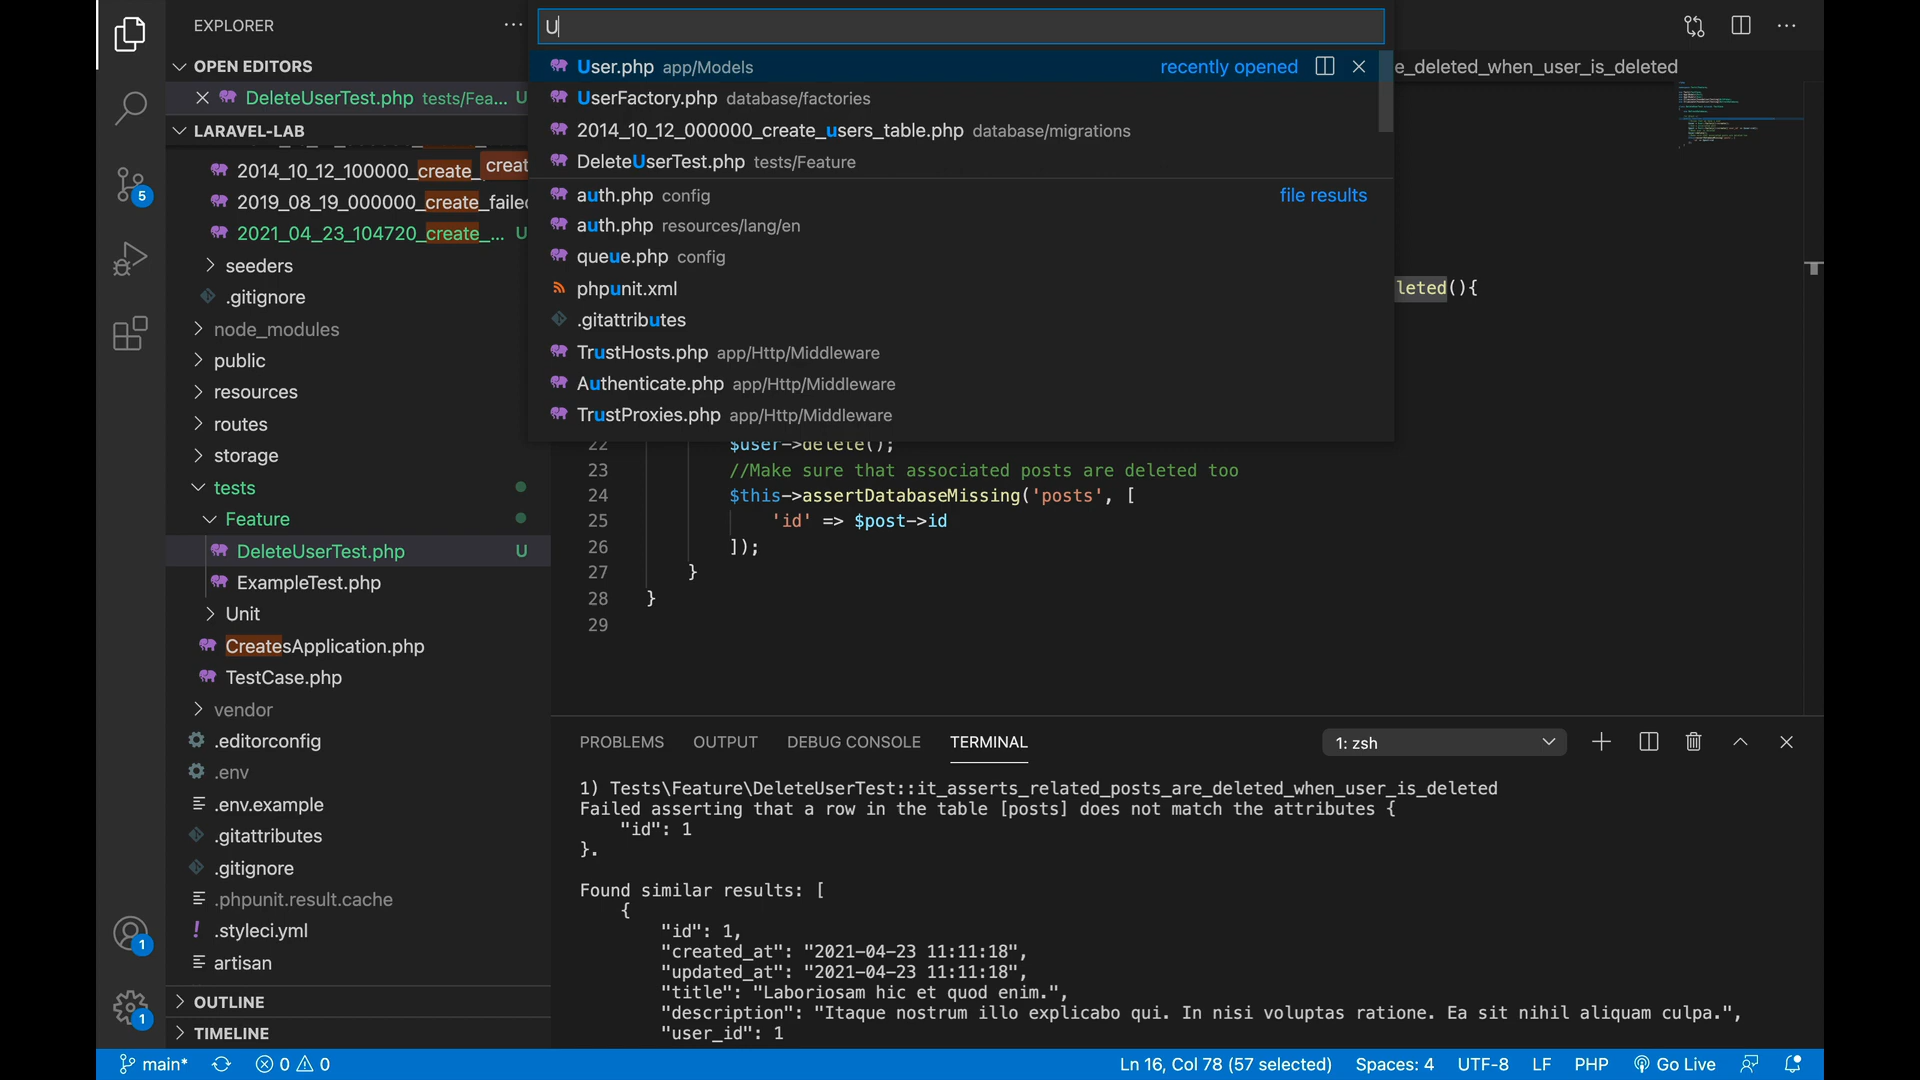 EXPLORER
OPEN EDITORS
DeleteUserTest.php tests/Fea... U
LARAVEL-LAB
2014_10_12_100000_create_ creat
2019_08_19_000000_create_failed
2021_04_23_104720_create_... U
seeders
.gitignore
node_modules
public
resources
routes
storage
tests
Feature
DeleteUserTest.php U
ExampleTest.php
Unit
CreatesApplication.php
TestCase.php
vendor
.editorconfig
.env
.env.example
.gitattributes
.gitignore
.phpunit.result.cache
.styleci.yml
artisan
OUTLINE
TIMELINE
5
1
1
U
User.php app/Models recently opened
UserFactory.php database/factories
2014_10_12_000000_create_users_table.php database/migrations
DeleteUserTest.php tests/Feature
auth.php config file results
auth.php resources/lang/en
queue.php config
phpunit.xml
.gitattributes
TrustHosts.php app/Http/Middleware
Authenticate.php app/Http/Middleware
TrustProxies.php app/Http/Middleware
e_deleted_when_user_is_deleted
leted(){
22 $user->delete();
23 //Make sure that associated posts are deleted too
24 $this->assertDatabaseMissing('posts', [
25 'id' => $post->id
26 ]);
27 }
28 }
29
PROBLEMS OUTPUT DEBUG CONSOLE TERMINAL 1: zsh
1) Tests\Feature\DeleteUserTest::it_asserts_related_posts_are_deleted_when_user_is_deleted
Failed asserting that a row in the table [posts] does not match the attributes {
"id": 1
}.
Found similar results: [
{
"id": 1,
"created_at": "2021-04-23 11:11:18",
"updated_at": "2021-04-23 11:11:18",
"title": "Laboriosam hic et quod enim.",
"description": "Itaque nostrum illo explicabo qui. In nisi voluptas ratione. Ea sit nihil aliquam culpa.",
"user_id": 1
main* 0 0 Ln 16, Col 78 (57 selected) Spaces: 4 UTF-8 LF PHP Go Live